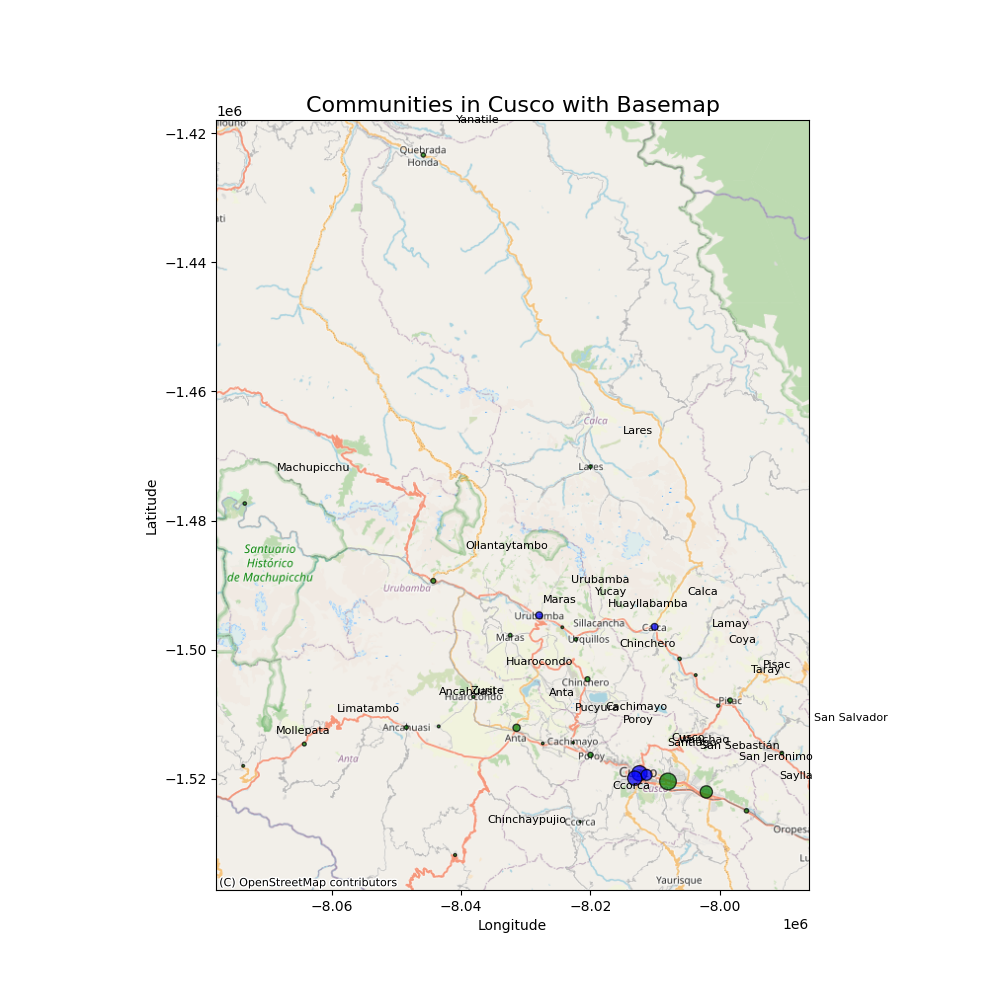 Communities in Cusco with Basemap
1e6
Yanatile
Quebrada
Honda
−1.42
−1.44
−1.46
−1.48
−1.50
−1.52
Latitude
Calca
Lares
Lares
Machupicchu
Ollantaytambo
Santuario
Histórico
de Machupicchu
Urubamba
Urubamba
Yucay
Calca
Maras
Huayllabamba
Urubamba
Sillacancha
Calca
Lamay
Maras
Urquillos
Chinchero
Coya
Huarocondo
Pisac
Taray
Chinchero
Ancahuasi
Zurite
Huarocondo
Anta
Pisac
Limatambo
Pucyura
Cachimayo
Poroy
San Salvador
Mollepata
Ancahuasi
Anta
Cachimayo
Cusco
Wanchaq
Santiago
San Sebastián
Anta
Poroy
San Jerónimo
Saylla
Ccorca
Cusco
Chinchaypujio
Ccorca
Oropesa
Yaurisque
(C) OpenStreetMap contributors
−8.06
−8.04
−8.02
−8.00
Longitude
1e6